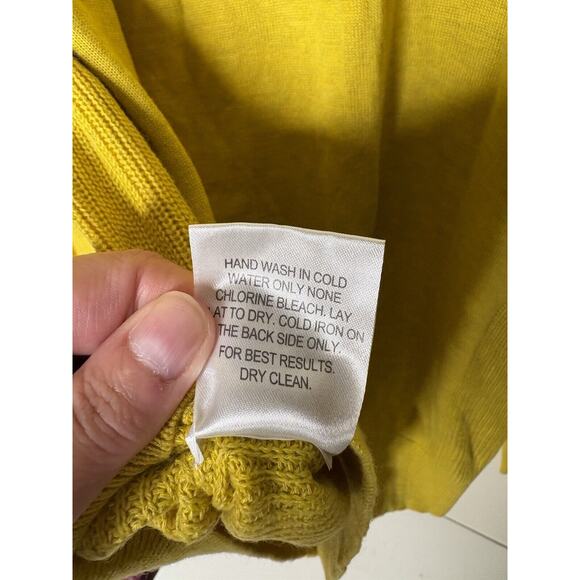 HAND WASH IN COLD
WATER ONLY NONE
CHLORINE BLEACH. LAY
AT TO DRY. COLD IRON ON
THE BACK SIDE ONLY.
FOR BEST RESULTS.
DRY CLEAN.